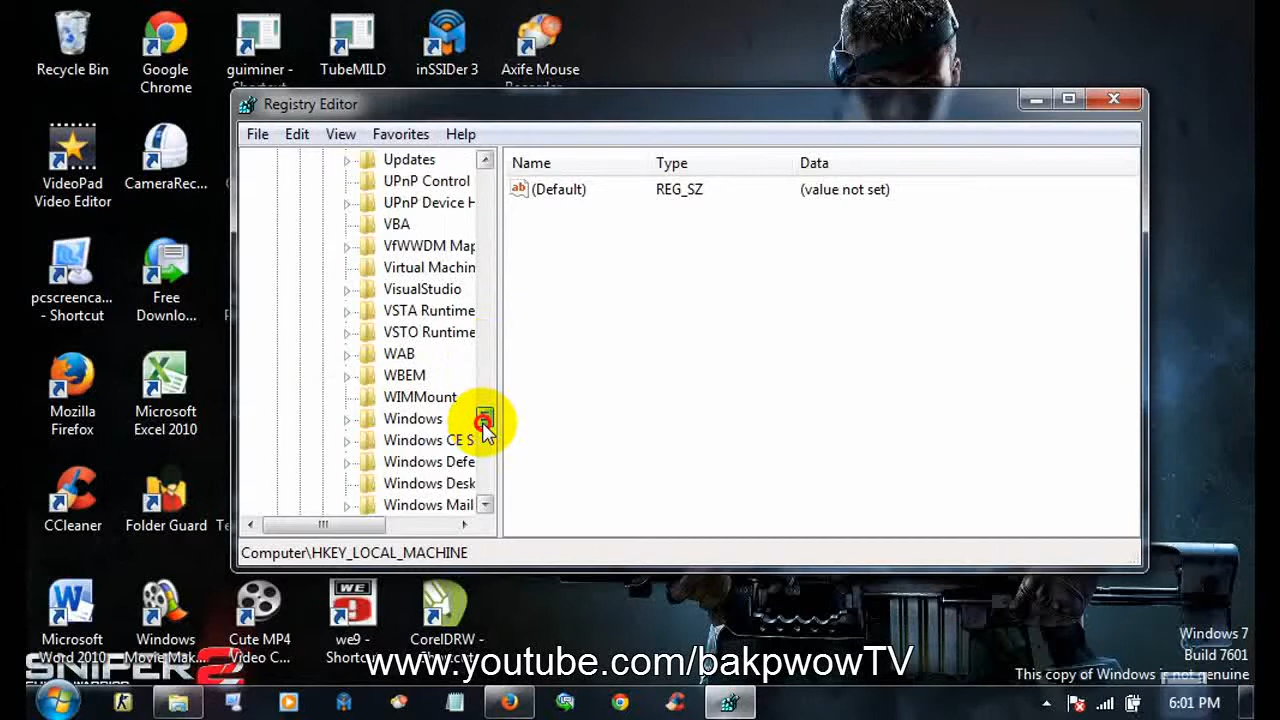 Recycle Bin
Google
Chrome
guiminer -
TubeMILD
inSSIDer 3
Axife Mouse
VideoPad
Video Editor
CameraRec...
pcscreenca...
- Shortcut
Free
Downlo...
Mozilla
Firefox
Microsoft
Excel 2010
CCleaner
Folder Guard
Microsoft
Word 2010
Windows
Movie Mak...
Cute MP4
Video C...
WE
we9 -
CorelDRW -
Registry Editor
File Edit View Favorites Help
Updates
UPnP Control
UPnP Device H
VBA
VfWWDM Map
Virtual Machin
VisualStudio
VSTA Runtime
VSTO Runtime
WAB
WBEM
WIMMount
Windows
Windows CE S
Windows Defe
Windows Desk
Windows Mail
Name Type Data
ab (Default) REG_SZ (value not set)
Computer\HKEY_LOCAL_MACHINE
SNIPER 2
www.youtube.com/bakpwowTV
Windows 7
Build 7601
This copy of Windows is not genuine
6:01 PM